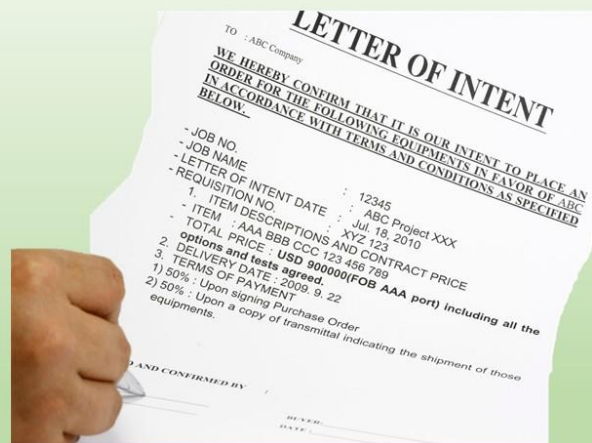 LETTER OF INTENT
TO : ABC Company
WE HEREBY CONFIRM THAT IT IS OUR INTENT TO PLACE AN
ORDER FOR THE FOLLOWING EQUIPMENTS IN FAVOR OF ABC
IN ACCORDANCE WITH TERMS AND CONDITIONS AS SPECIFIED
BELOW.
- JOB NO. : 12345
- JOB NAME : ABC Project XXX
- LETTER OF INTENT DATE : Jul. 18, 2010
- REQUISITION NO. : XYZ 123
1. ITEM DESCRIPTIONS AND CONTRACT PRICE
- ITEM : AAA BBB CCC 123 456 789
- TOTAL PRICE : USD 900000(FOB AAA port) including all the
options and tests agreed.
2. DELIVERY DATE : 2009. 9. 22
3. TERMS OF PAYMENT
1) 50% : Upon signing Purchase Order
2) 50% : Upon a copy of transmittal indicating the shipment of those
equipments.
AND CONFIRMED BY :
BUYER:
DATE :